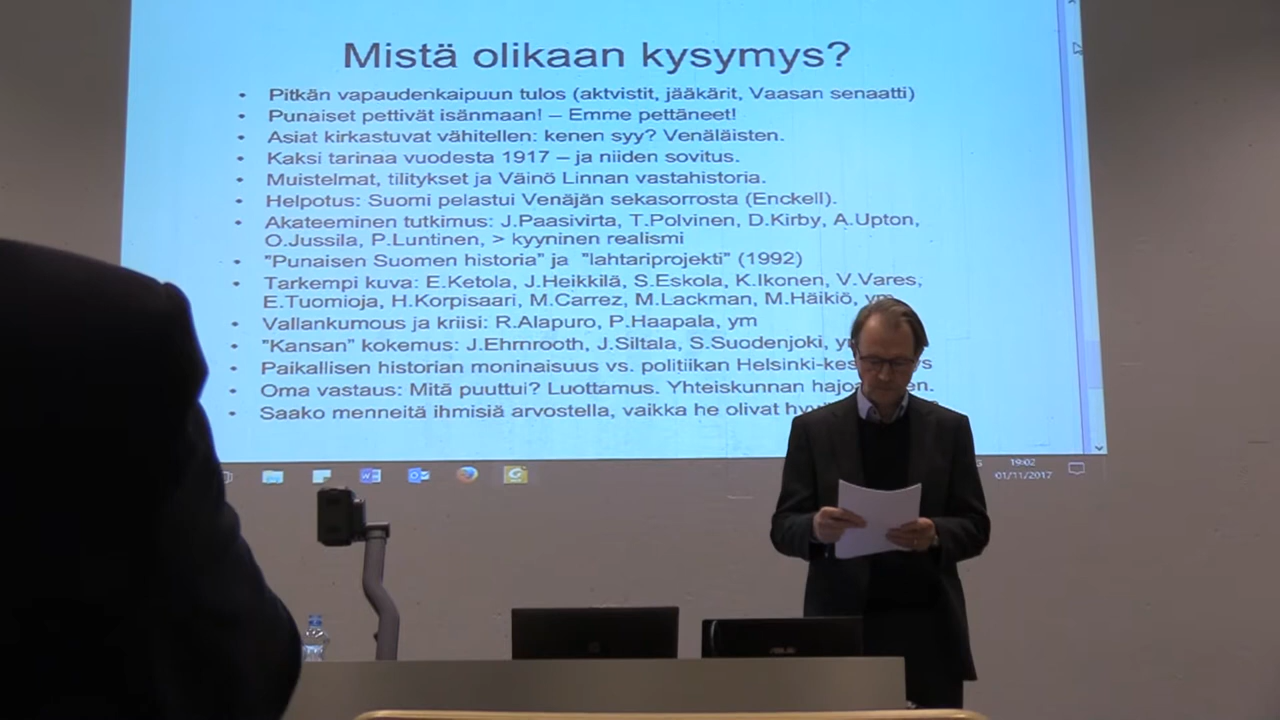 Mistä olikaan kysymys?
• Pitkän vapaudenkaipuun tulos (aktvistit, jääkärit, Vaasan senaatti)
• Punaiset pettivät isänmaan! – Emme pettäneet!
• Asiat kirkastuvat vähitellen: kenen syy? Venäläisten.
• Kaksi tarinaa vuodesta 1917 – ja niiden sovitus.
• Muistelmat, tilitykset ja Väinö Linnan vastahistoria.
• Helpotus: Suomi pelastui Venäjän sekasorrosta (Enckell).
• Akateeminen tutkimus: J.Paasivirta, T.Polvinen, D.Kirby, A.Upton,
O.Jussila, P.Luntinen, > kyyninen realismi
• "Punaisen Suomen historia" ja "lahtariprojekti" (1992)
• Tarkempi kuva: E.Ketola, J.Heikkilä, S.Eskola, K.Ikonen, V.Vares,
E.Tuomioja, H.Korpisaari, M.Carrez, M.Lackman, M.Häikiö, ym
• Vallankumous ja kriisi: R.Alapuro, P.Haapala, ym
• "Kansan" kokemus: J.Ehrnrooth, J.Siltala, S.Suodenjoki,
• Paikallisen historian moninaisuus vs. politiikan
• Oma vastaus: Mitä puuttui? Luottamus. Yhteiskunnan
• Saako menneitä ihmisiä arvostella, vaikka he olivat
19:02
01/11/2017